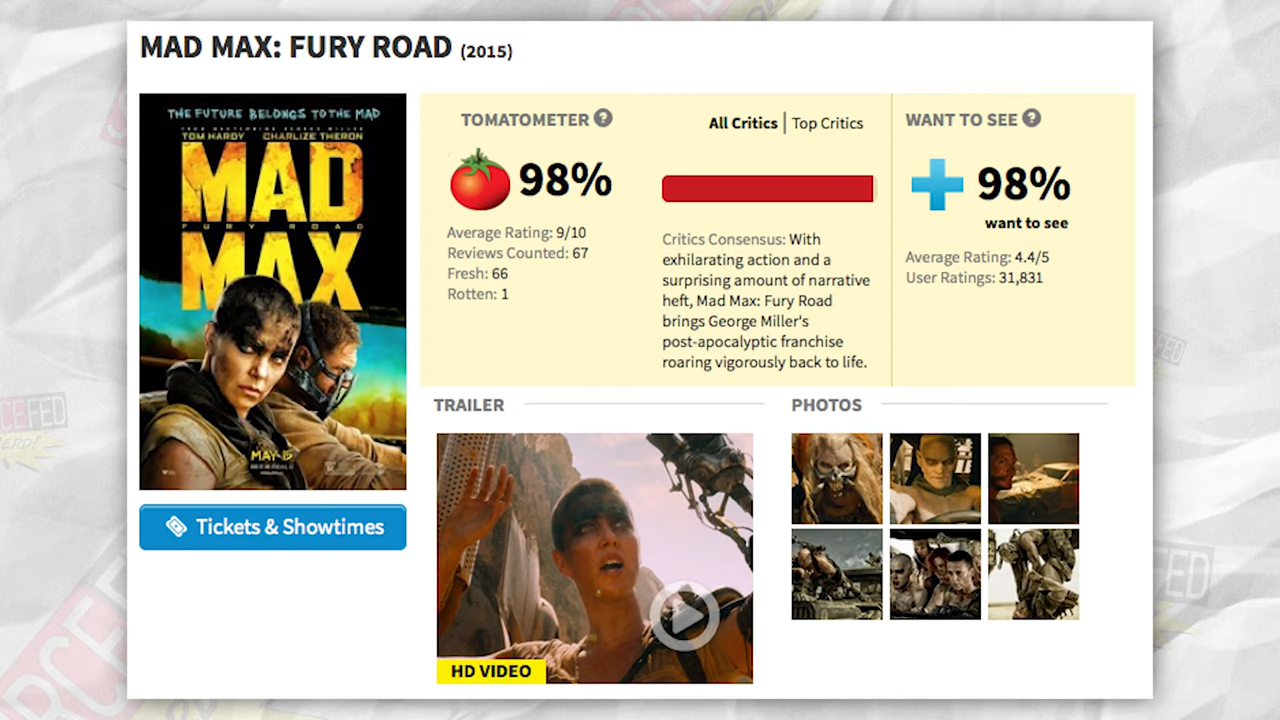 MAD MAX: FURY ROAD (2015)
THE FUTURE BELONGS TO THE MAD
TOM HARDY CHARLIZE THERON
MAD
FURY ROAD
MAX
MAY 15
Tickets & Showtimes
TOMATOMETER ?
All Critics | Top Critics
98%
Average Rating: 9/10
Reviews Counted: 67
Fresh: 66
Rotten: 1
Critics Consensus: With
exhilarating action and a
surprising amount of narrative
heft, Mad Max: Fury Road
brings George Miller's
post-apocalyptic franchise
roaring vigorously back to life.
WANT TO SEE ?
98%
want to see
Average Rating: 4.4/5
User Ratings: 31,831
TRAILER
HD VIDEO
PHOTOS